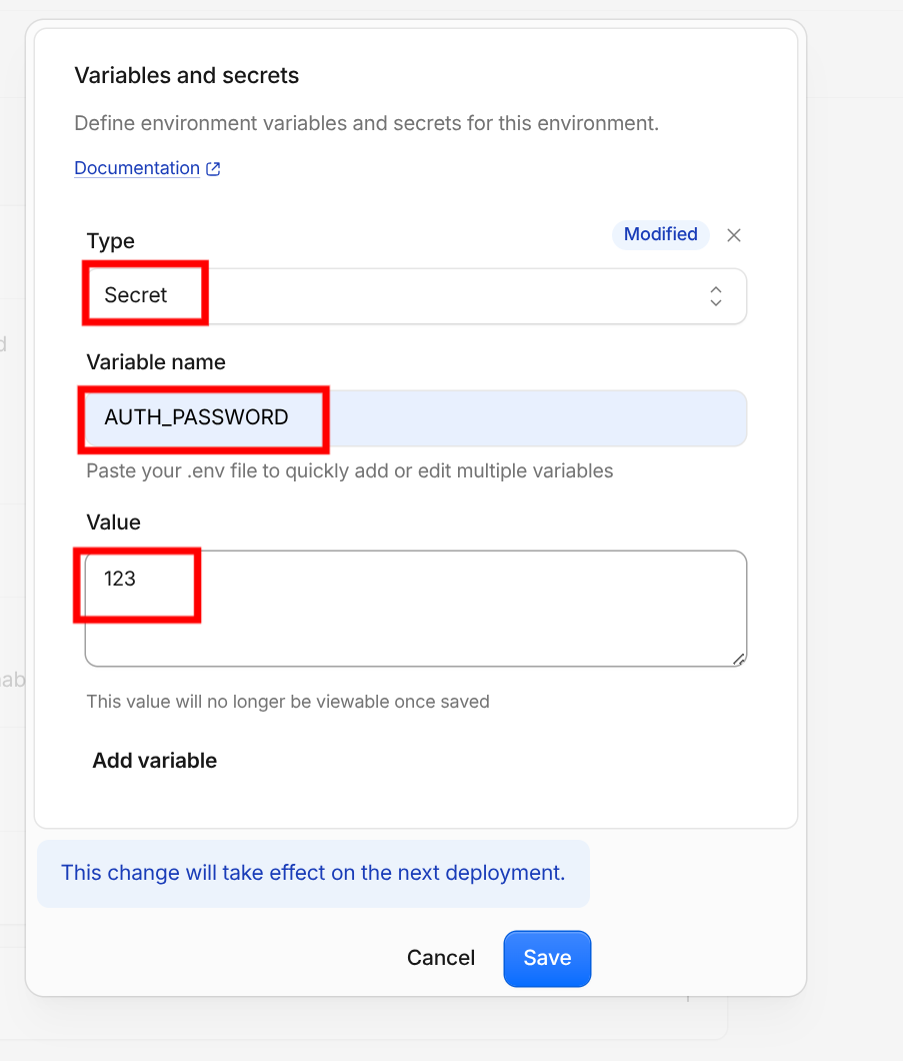 Variables and secrets
Define environment variables and secrets for this environment.
Documentation
Type
Modified
Secret
Variable name
AUTH_PASSWORD
Paste your .env file to quickly add or edit multiple variables
Value
123
This value will no longer be viewable once saved
Add variable
This change will take effect on the next deployment.
Cancel
Save